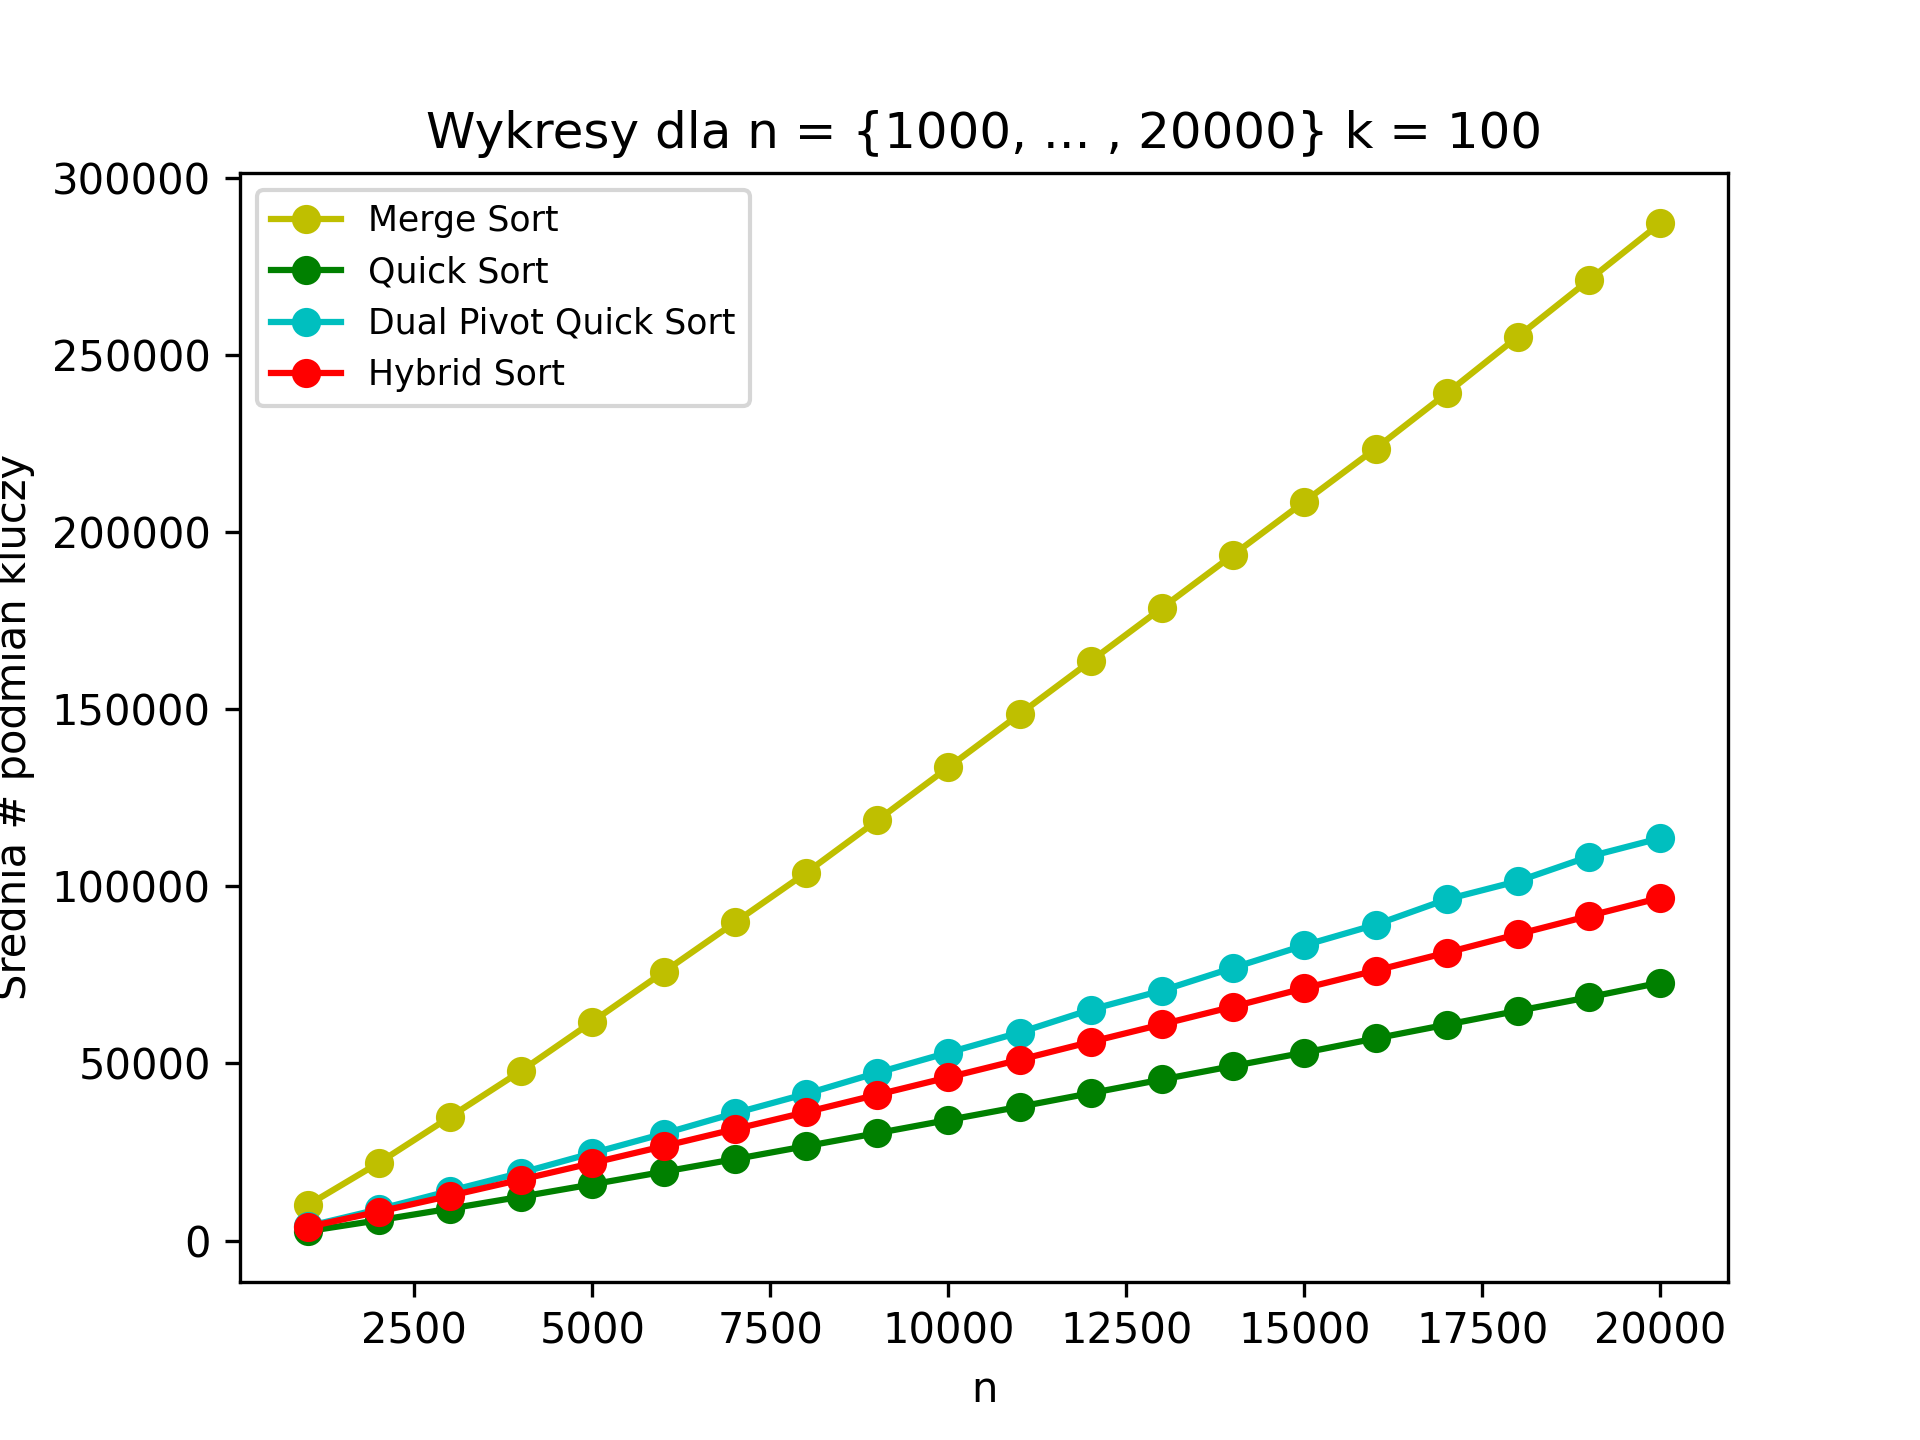 Wykresy dla n = {1000, ... , 20000} k = 100
Średnia # podmian kluczy
300000
250000
200000
150000
100000
50000
0
Merge Sort
Quick Sort
Dual Pivot Quick Sort
Hybrid Sort
2500 5000 7500 10000 12500 15000 17500 20000
n